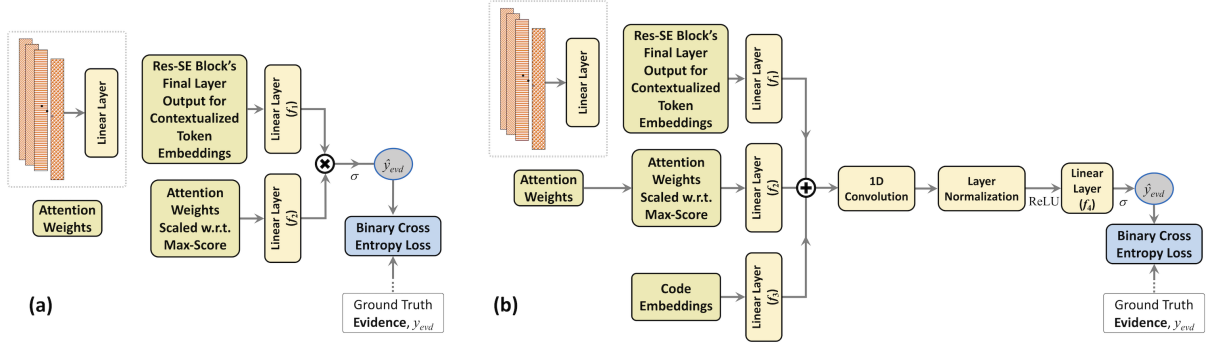 Linear Layer
Attention
Weights
Res-SE Block's
Final Layer
Output for
Contextualized
Token
Embeddings
Linear Layer
(f₁)
Attention
Weights
Scaled w.r.t.
Max-Score
Linear Layer
(f₂)
σ
ŷ_evd
Binary Cross
Entropy Loss
Ground Truth
Evidence, y_evd
(a)
Linear Layer
Attention
Weights
Res-SE Block's
Final Layer
Output for
Contextualized
Token
Embeddings
Linear Layer
(f₁)
Attention
Weights
Scaled w.r.t.
Max-Score
Linear Layer
(f₂)
Code
Embeddings
Linear Layer
(f₃)
1D
Convolution
Layer
Normalization
ReLU
Linear
Layer
(f₄)
σ
ŷ_evd
Binary Cross
Entropy Loss
Ground Truth
Evidence, y_evd
(b)